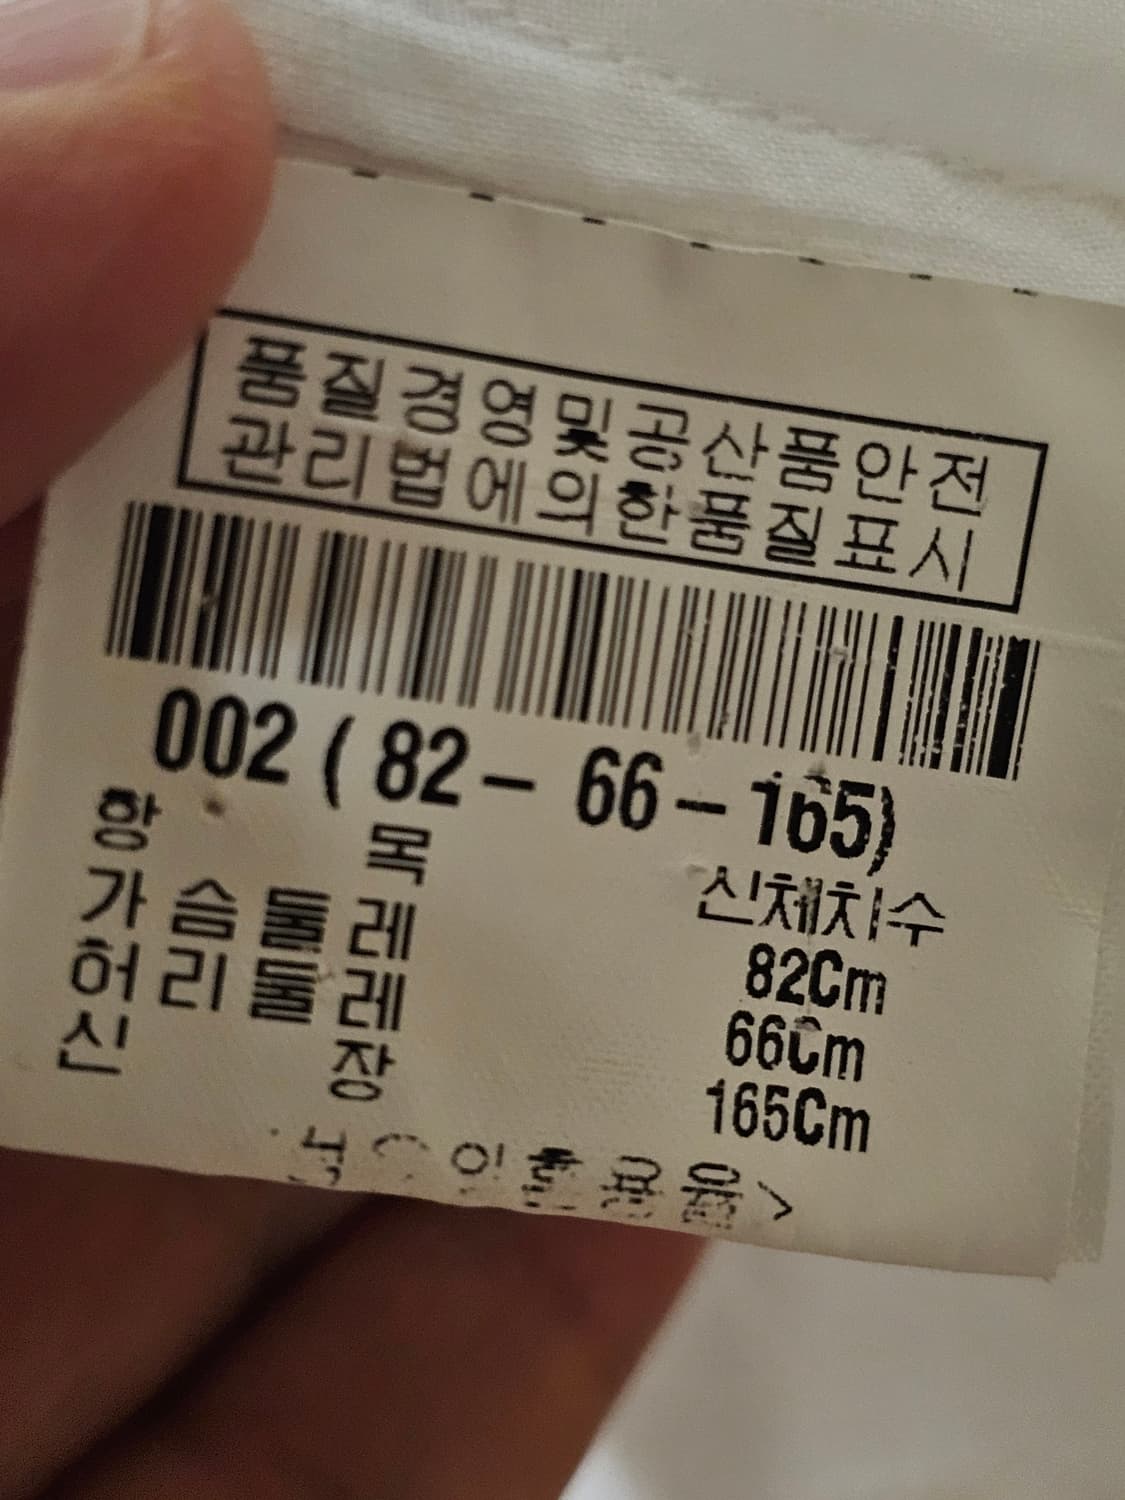 품질경영및공산품안전
관리법에의한품질표시
002 ( 82 - 66 - 165)
항 목 신체치수
가슴둘레 82Cm
허리둘레 66Cm
신 장 165Cm